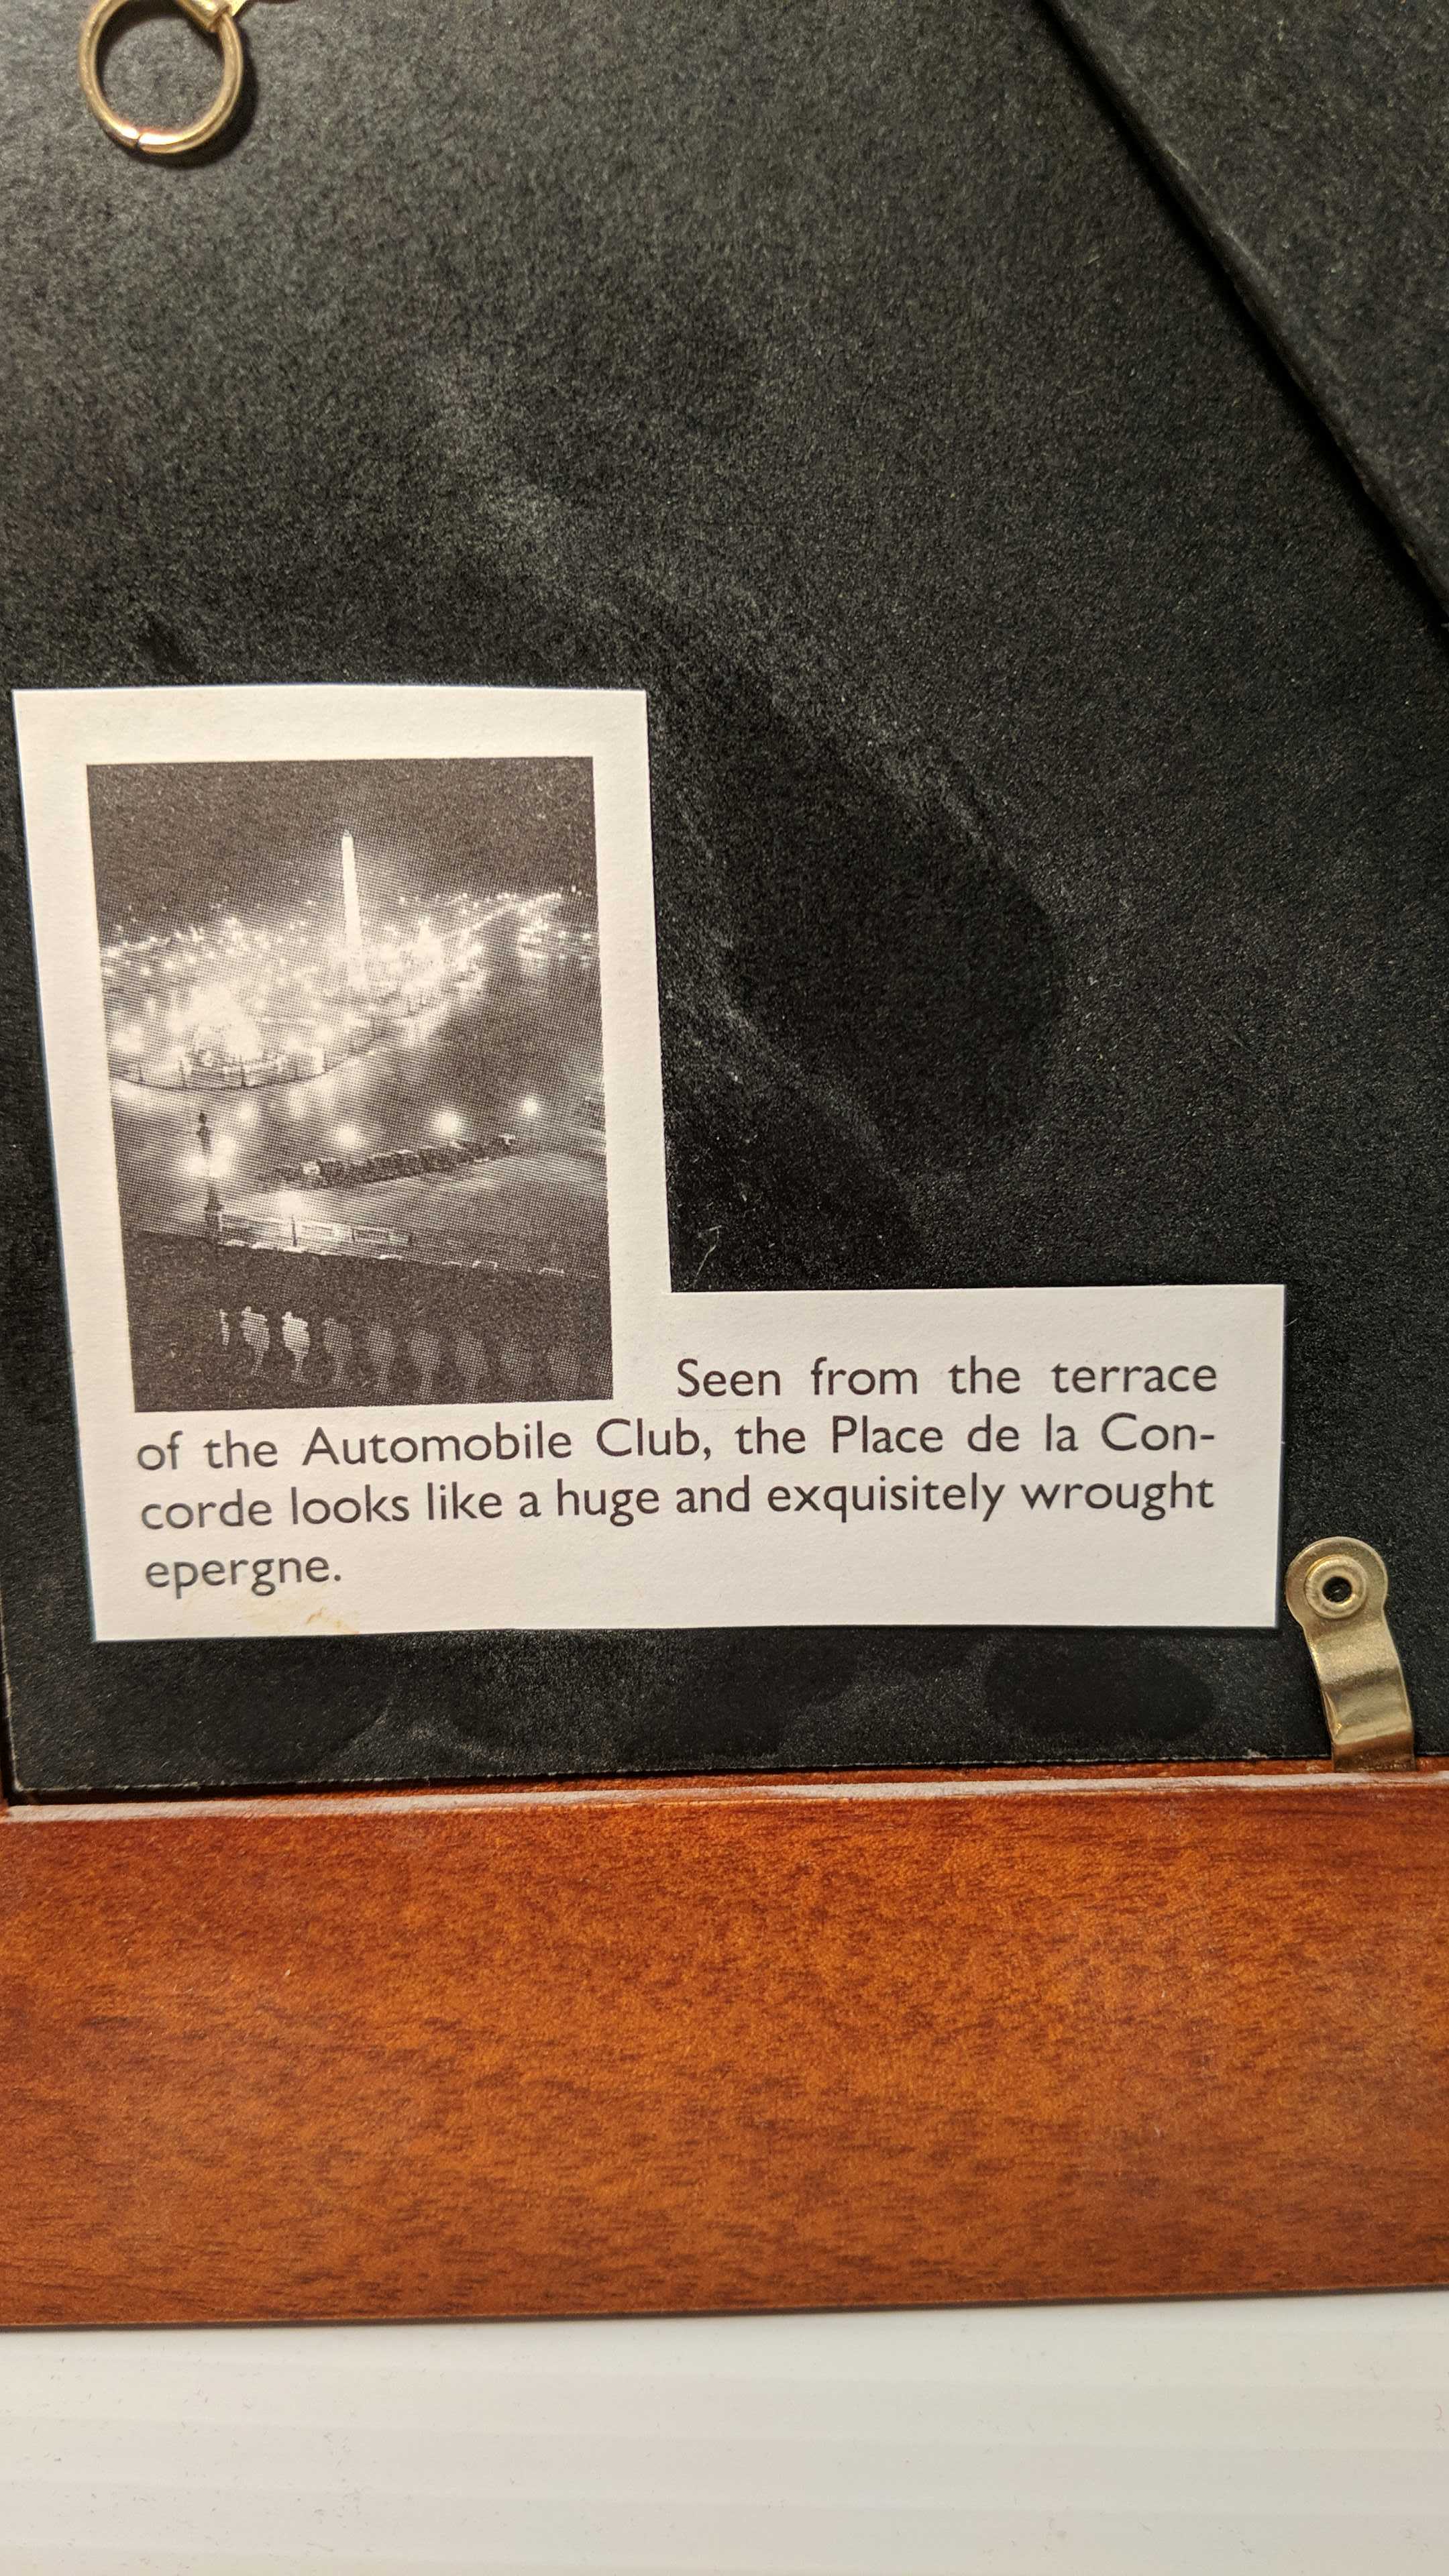 Seen from the terrace
of the Automobile Club, the Place de la Con-
corde looks like a huge and exquisitely wrought
epergne.